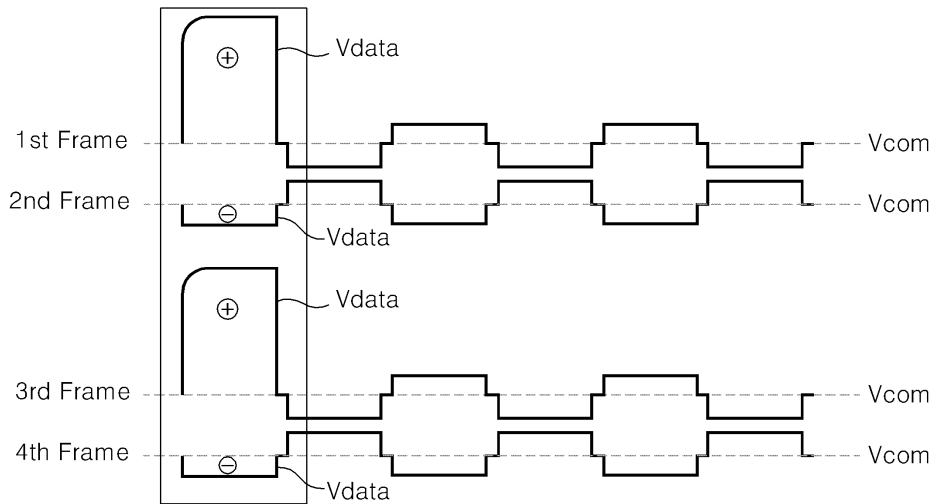 Vdata
+
1st Frame Vcom
2nd Frame Vcom
−
Vdata
Vdata
+
3rd Frame Vcom
4th Frame Vcom
−
Vdata